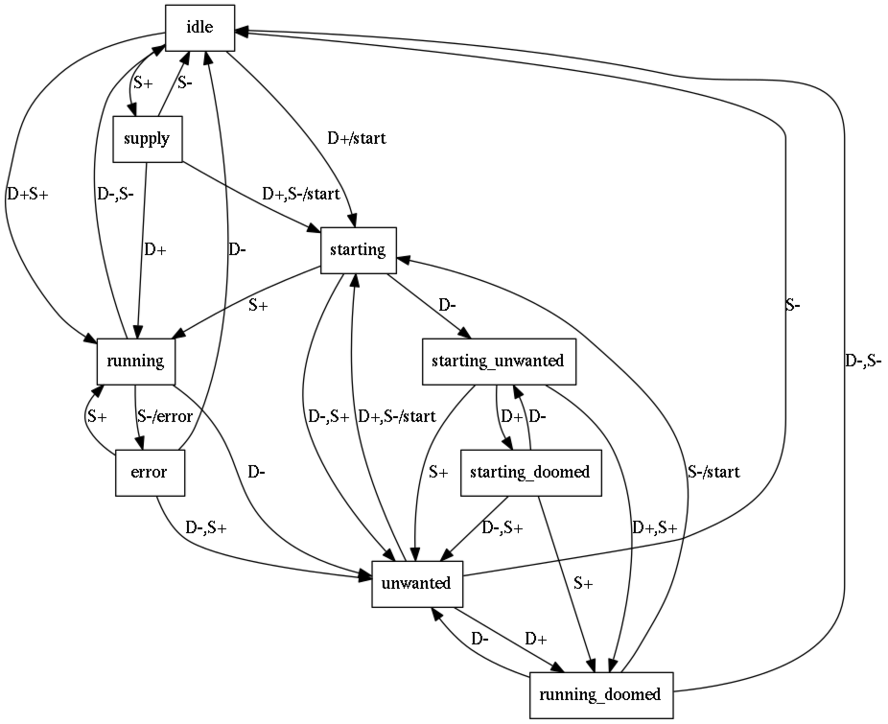 idle
S+
S-
supply
D+/start
D+S+
D-,S-
D+,S-/start
D+
D-
starting
S+
D-
S-
running
starting_unwanted
D-,S-
S+
S-/error
D-,S+
D+,S-/start
D+
D-
error
D-
S+
starting_doomed
S-/start
D-,S+
D-,S+
D+,S+
unwanted
S+
D-
D+
running_doomed